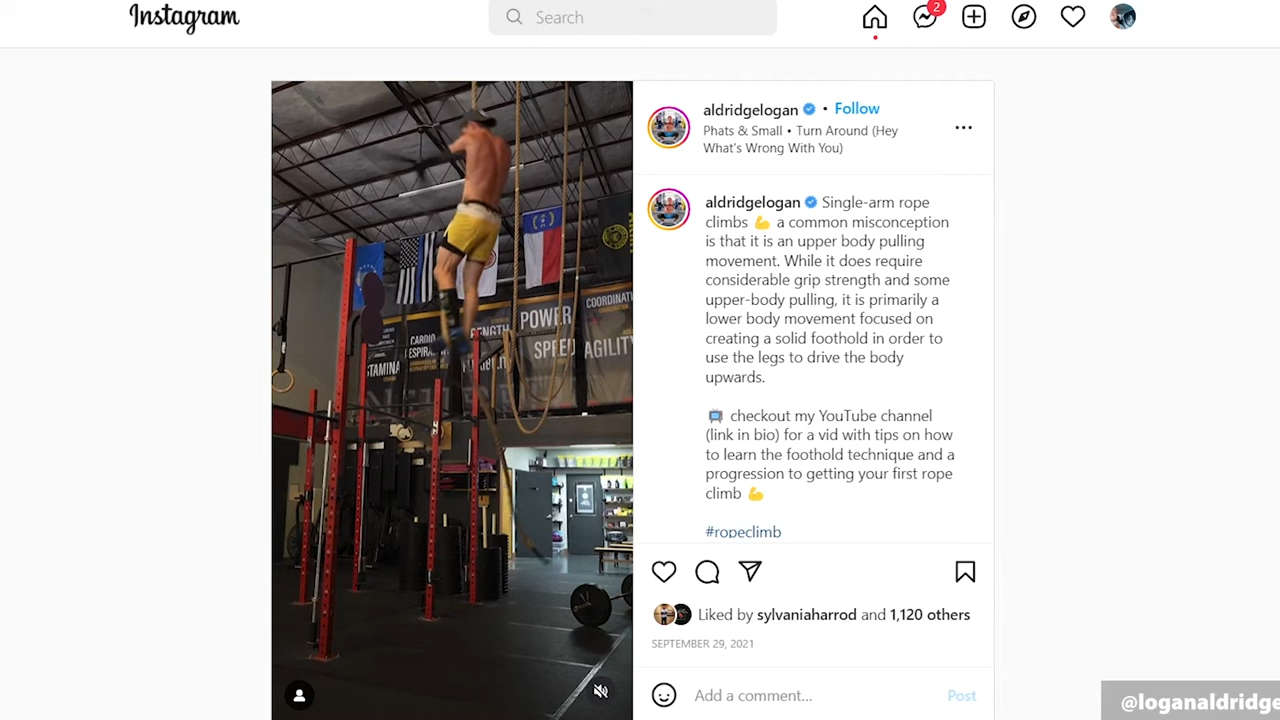 Instagram
Search
2
aldridgelogan • Follow
Phats & Small • Turn Around (Hey
What's Wrong With You)
aldridgelogan Single-arm rope
climbs 💪 a common misconception
is that it is an upper body pulling
movement. While it does require
considerable grip strength and some
upper-body pulling, it is primarily a
lower body movement focused on
creating a solid foothold in order to
use the legs to drive the body
upwards.
📺 checkout my YouTube channel
(link in bio) for a vid with tips on how
to learn the foothold technique and a
progression to getting your first rope
climb 💪
#ropeclimb
Liked by sylvaniaharrod and 1,120 others
SEPTEMBER 29, 2021
Add a comment...
Post
@loganaldridge
COORDINATI
POWER
SPEED
AGILITY
CARDIO
STAMINA